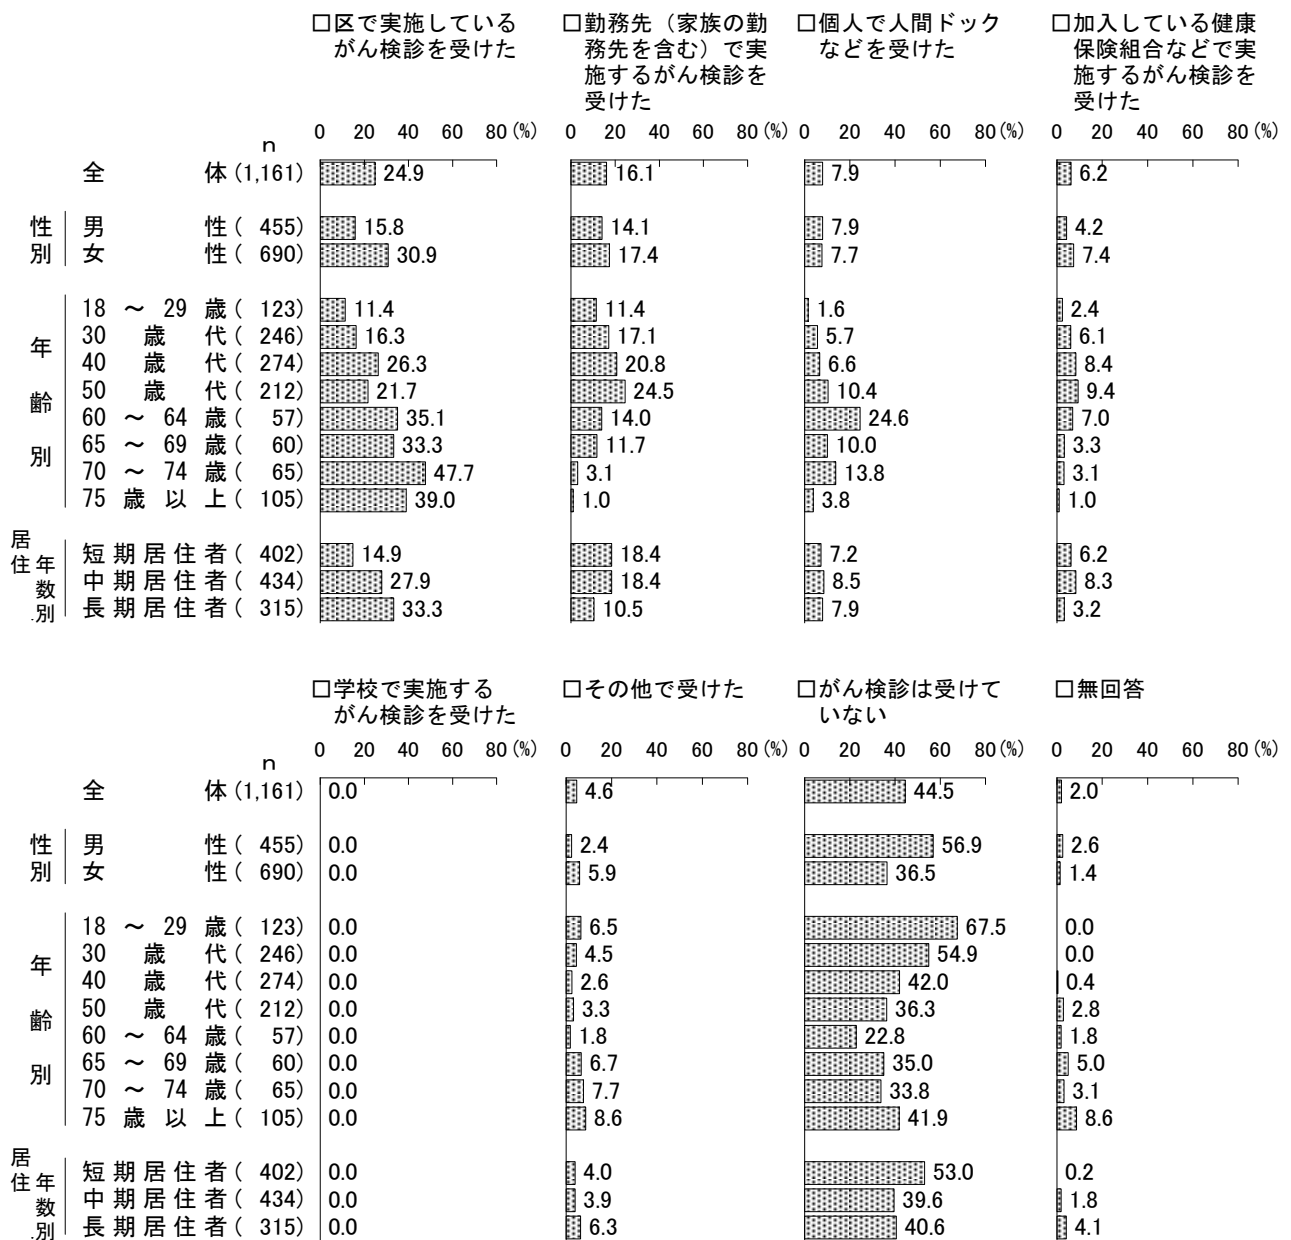 □区で実施している　□勤務先（家族の勤　□個人で人間ドック　□加入している健康
がん検診を受けた　務先を含む）で実　などを受けた　保険組合などで実
施するがん検診を　施するがん検診を
受けた　受けた
0 20 40 60 80(%) 0 20 40 60 80(%) 0 20 40 60 80(%) 0 20 40 60 80(%)
n
全体(1,161) 24.9 16.1 7.9 6.2
性別
男性( 455) 15.8 14.1 7.9 4.2
女性( 690) 30.9 17.4 7.7 7.4
年齢別
18 ～ 29 歳( 123) 11.4 11.4 1.6 2.4
30 歳代( 246) 16.3 17.1 5.7 6.1
40 歳代( 274) 26.3 20.8 6.6 8.4
50 歳代( 212) 21.7 24.5 10.4 9.4
60 ～ 64 歳( 57) 35.1 14.0 24.6 7.0
65 ～ 69 歳( 60) 33.3 11.7 10.0 3.3
70 ～ 74 歳( 65) 47.7 3.1 13.8 3.1
75 歳以上( 105) 39.0 1.0 3.8 1.0
居住年数別
短期居住者( 402) 14.9 18.4 7.2 6.2
中期居住者( 434) 27.9 18.4 8.5 8.3
長期居住者( 315) 33.3 10.5 7.9 3.2
□学校で実施する　□その他で受けた　□がん検診は受けて　□無回答
がん検診を受けた　いない
0 20 40 60 80(%) 0 20 40 60 80(%) 0 20 40 60 80(%) 0 20 40 60 80(%)
n
全体(1,161) 0.0 4.6 44.5 2.0
性別
男性( 455) 0.0 2.4 56.9 2.6
女性( 690) 0.0 5.9 36.5 1.4
年齢別
18 ～ 29 歳( 123) 0.0 6.5 67.5 0.0
30 歳代( 246) 0.0 4.5 54.9 0.0
40 歳代( 274) 0.0 2.6 42.0 0.4
50 歳代( 212) 0.0 3.3 36.3 2.8
60 ～ 64 歳( 57) 0.0 1.8 22.8 1.8
65 ～ 69 歳( 60) 0.0 6.7 35.0 5.0
70 ～ 74 歳( 65) 0.0 7.7 33.8 3.1
75 歳以上( 105) 0.0 8.6 41.9 8.6
居住年数別
短期居住者( 402) 0.0 4.0 53.0 0.2
中期居住者( 434) 0.0 3.9 39.6 1.8
長期居住者( 315) 0.0 6.3 40.6 4.1